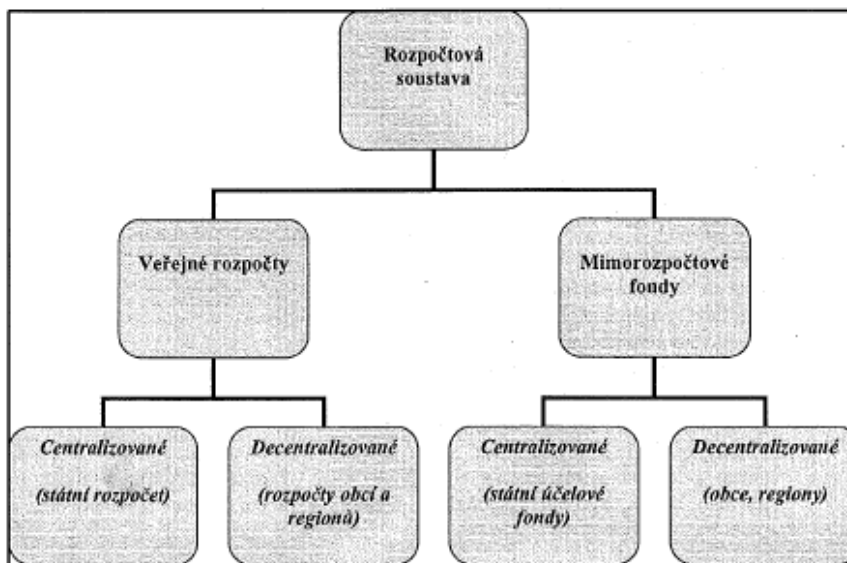 Rozpočtová
soustava
Veřejné rozpočty
Mimorozpočtové
fondy
Centralizované
(státní rozpočet)
Decentralizované
(rozpočty obcí a
regionů)
Centralizované
(státní účelové
fondy)
Decentralizované
(obce, regiony)